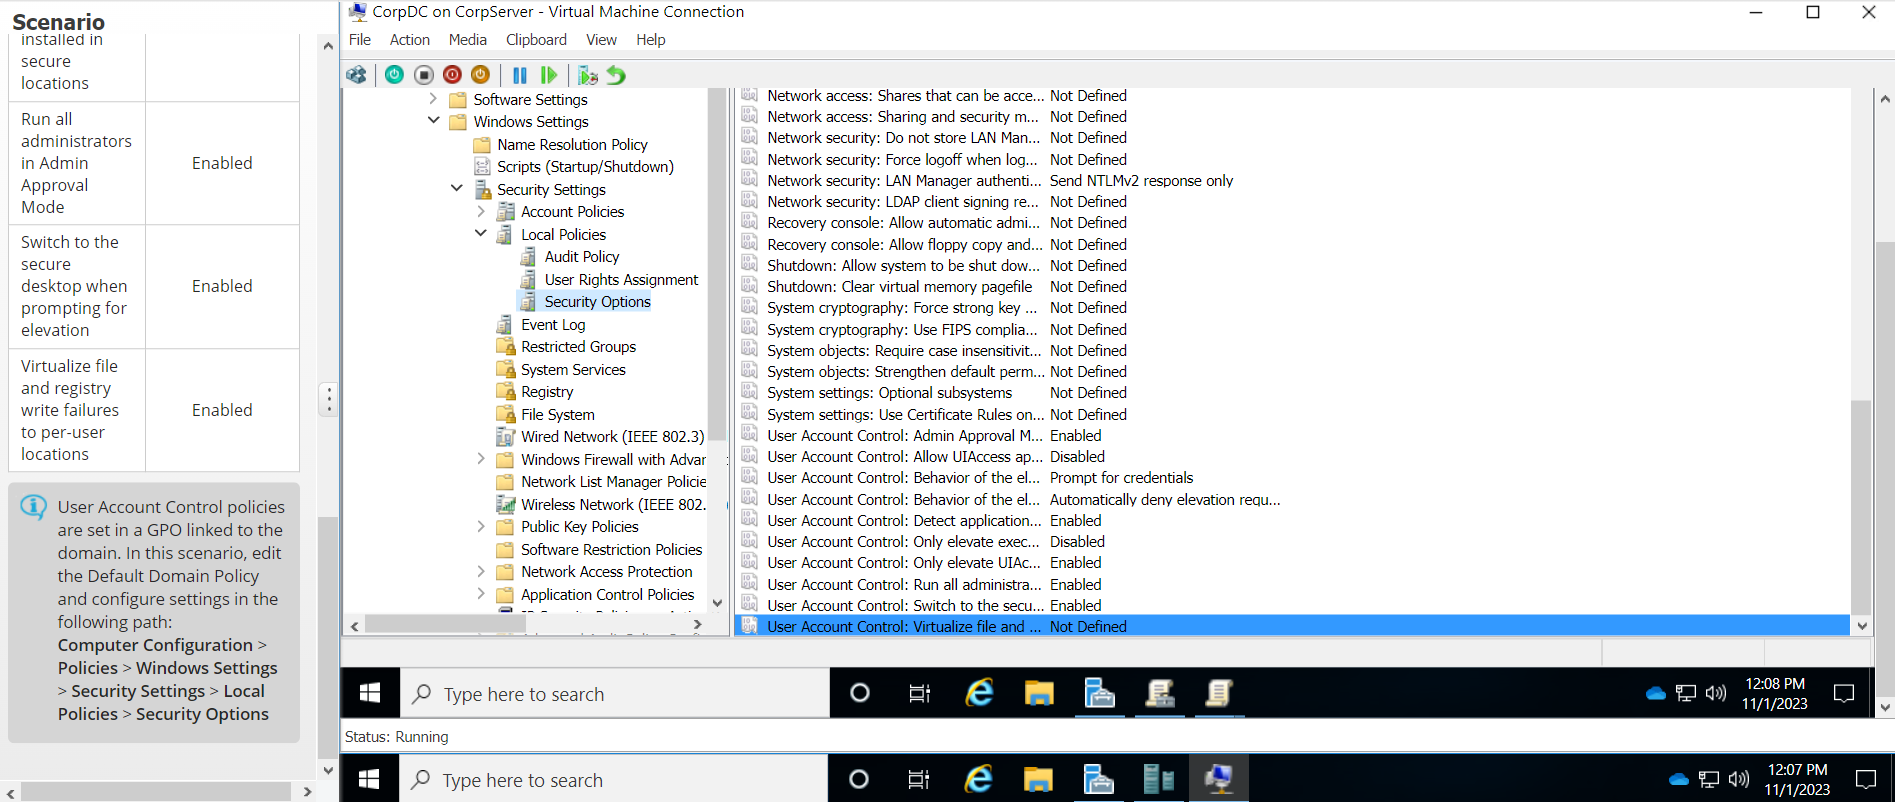 Scenario
installed in
secure
locations
Run all
administrators
in Admin
Approval
Mode
Enabled
Switch to the
secure
desktop when
prompting for
elevation
Enabled
Virtualize file
and registry
write failures
to per-user
locations
Enabled
User Account Control policies
are set in a GPO linked to the
domain. In this scenario, edit
the Default Domain Policy
and configure settings in the
following path:
Computer Configuration >
Policies > Windows Settings
> Security Settings > Local
Policies > Security Options
CorpDC on CorpServer - Virtual Machine Connection
File Action Media Clipboard View Help
Software Settings
Windows Settings
Name Resolution Policy
Scripts (Startup/Shutdown)
Security Settings
Account Policies
Local Policies
Audit Policy
User Rights Assignment
Security Options
Event Log
Restricted Groups
System Services
Registry
File System
Wired Network (IEEE 802.3)
Windows Firewall with Advan
Network List Manager Policie
Wireless Network (IEEE 802.
Public Key Policies
Software Restriction Policies
Network Access Protection
Application Control Policies
Network access: Shares that can be acce... Not Defined
Network access: Sharing and security m... Not Defined
Network security: Do not store LAN Man... Not Defined
Network security: Force logoff when log... Not Defined
Network security: LAN Manager authenti... Send NTLMv2 response only
Network security: LDAP client signing re... Not Defined
Recovery console: Allow automatic admi... Not Defined
Recovery console: Allow floppy copy and... Not Defined
Shutdown: Allow system to be shut dow... Not Defined
Shutdown: Clear virtual memory pagefile Not Defined
System cryptography: Force strong key ... Not Defined
System cryptography: Use FIPS complia... Not Defined
System objects: Require case insensitivit... Not Defined
System objects: Strengthen default perm... Not Defined
System settings: Optional subsystems Not Defined
System settings: Use Certificate Rules on... Not Defined
User Account Control: Admin Approval M... Enabled
User Account Control: Allow UIAccess ap... Disabled
User Account Control: Behavior of the el... Prompt for credentials
User Account Control: Behavior of the el... Automatically deny elevation requ...
User Account Control: Detect application... Enabled
User Account Control: Only elevate exec... Disabled
User Account Control: Only elevate UIAc... Enabled
User Account Control: Run all administra... Enabled
User Account Control: Switch to the secu... Enabled
User Account Control: Virtualize file and ... Not Defined
Type here to search
12:08 PM
11/1/2023
Status: Running
Type here to search
12:07 PM
11/1/2023